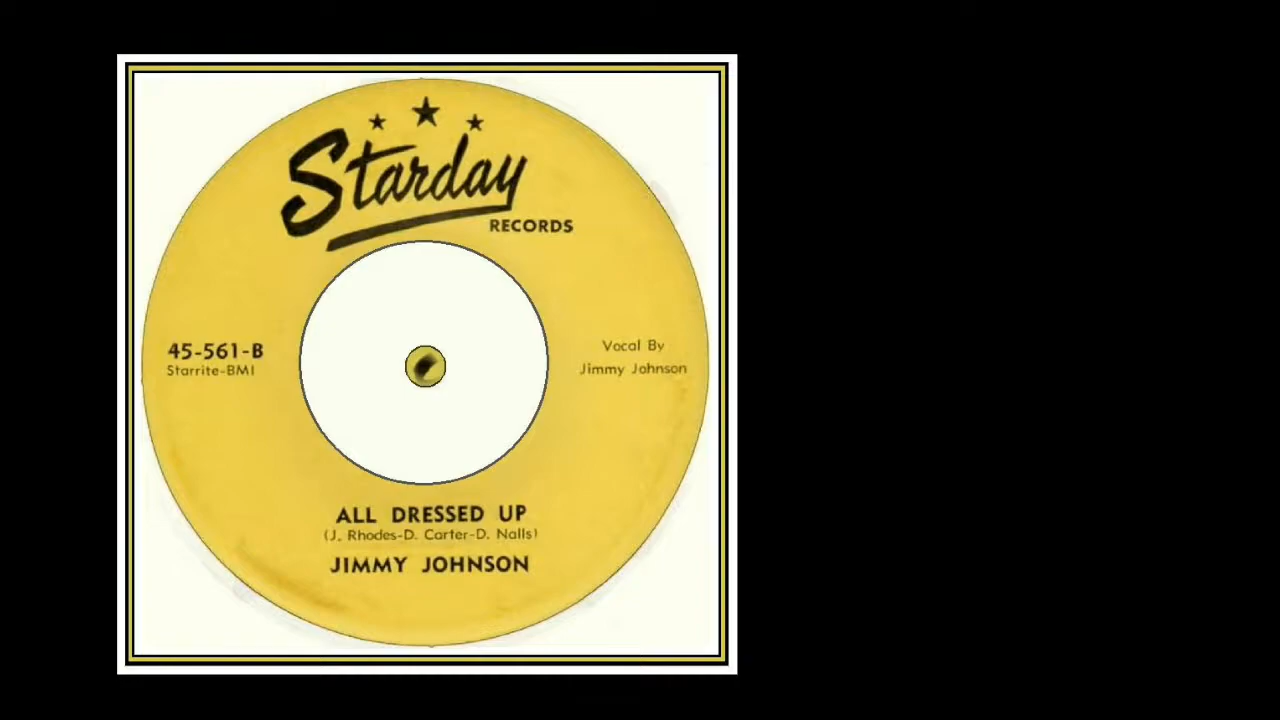 Starday
RECORDS
45-561-B
Starrite-BMI
Vocal By
Jimmy Johnson
ALL DRESSED UP
(J. Rhodes-D. Carter-D. Nalls)
JIMMY JOHNSON